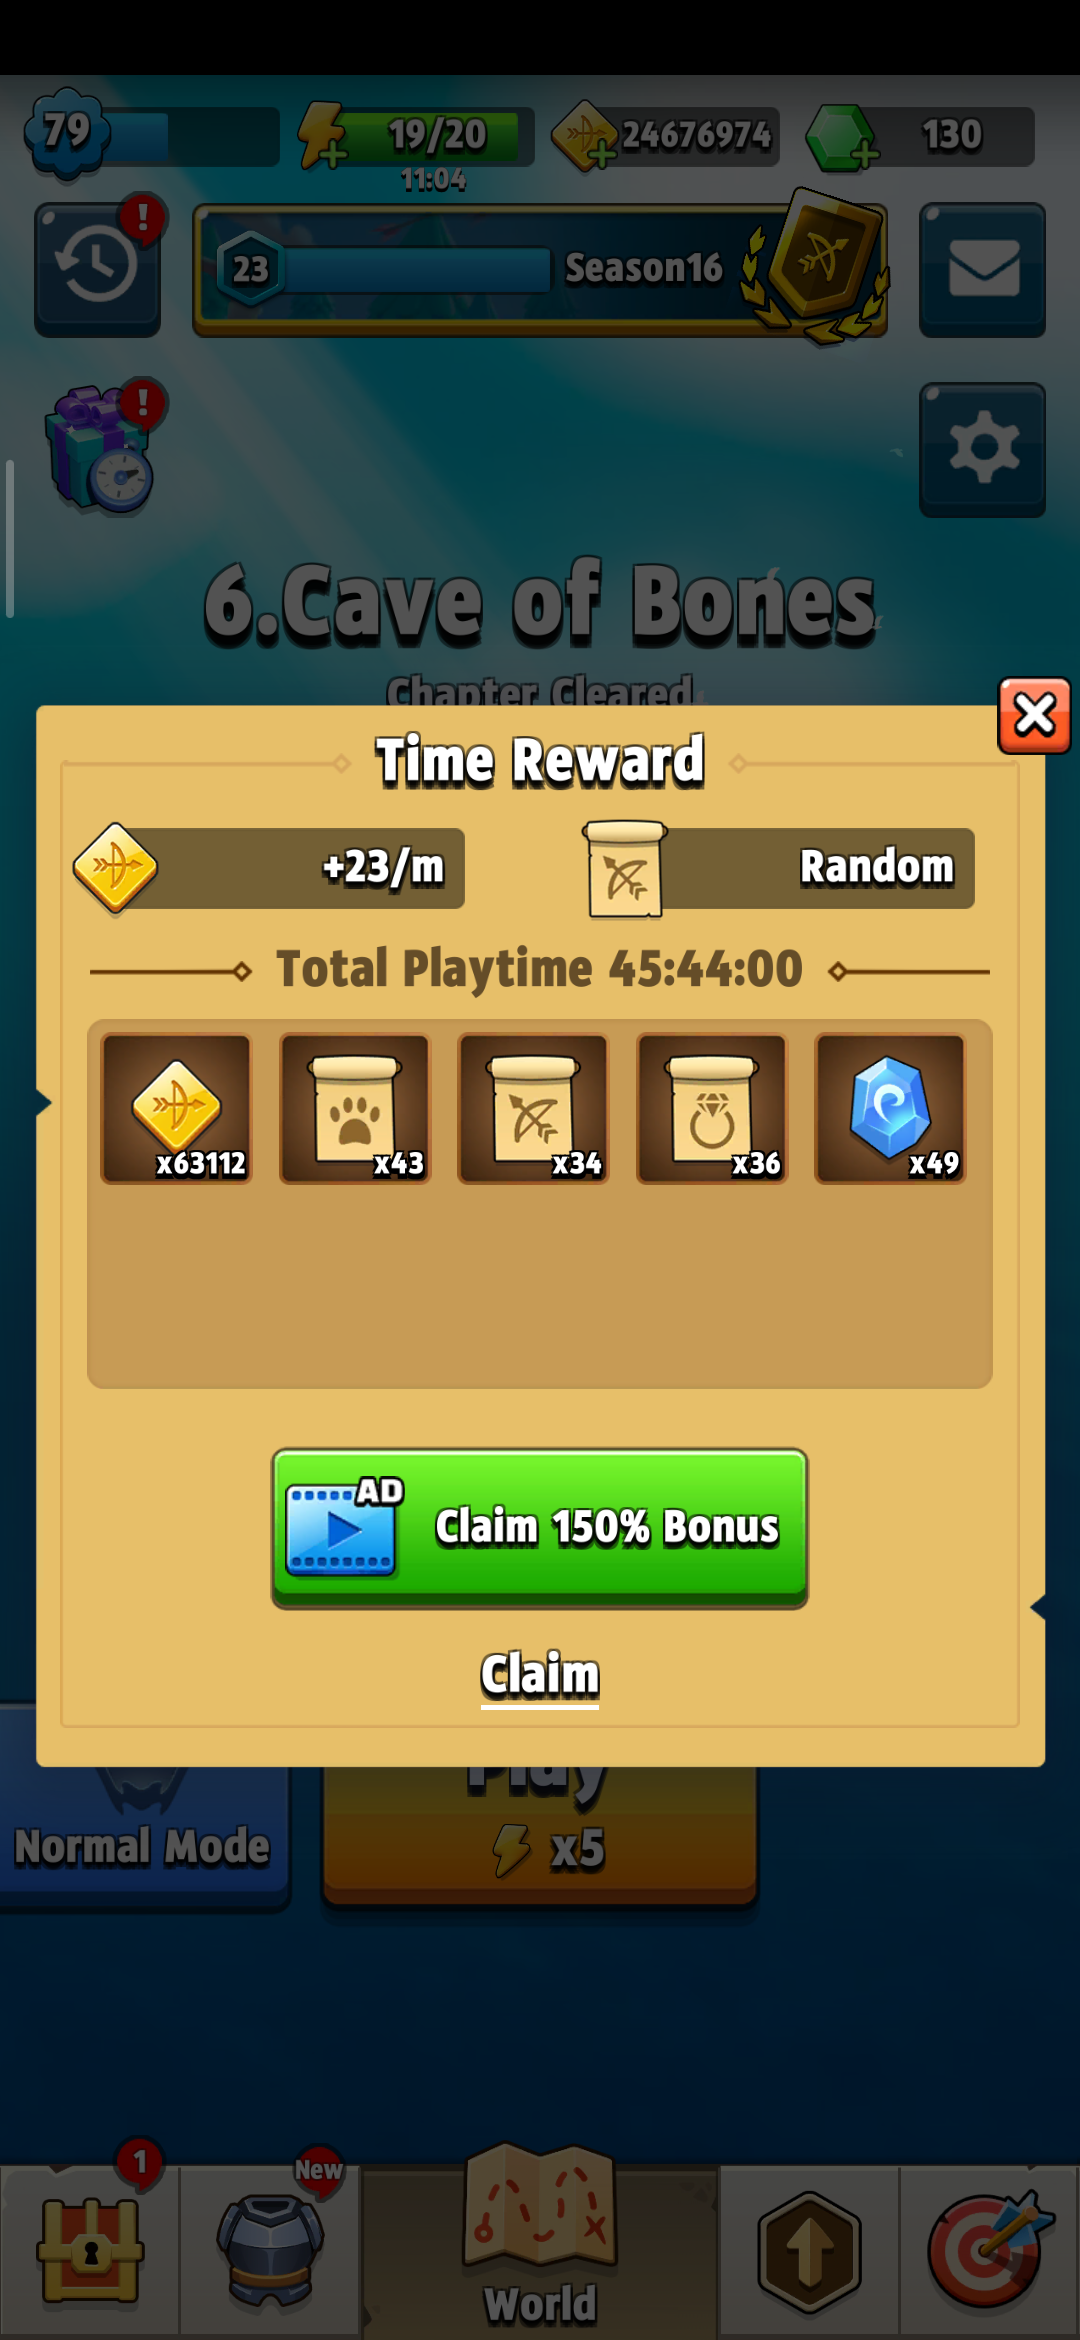 79
19/20
24676974
130
11:04
!
23
Season16
!
6.Cave of Bones
Chapter Cleared
Time Reward
+23/m
Random
Total Playtime 45:44:00
x63112
x43
x34
x36
x49
AD
Claim 150% Bonus
Claim
Play
Normal Mode
x5
1
New
World